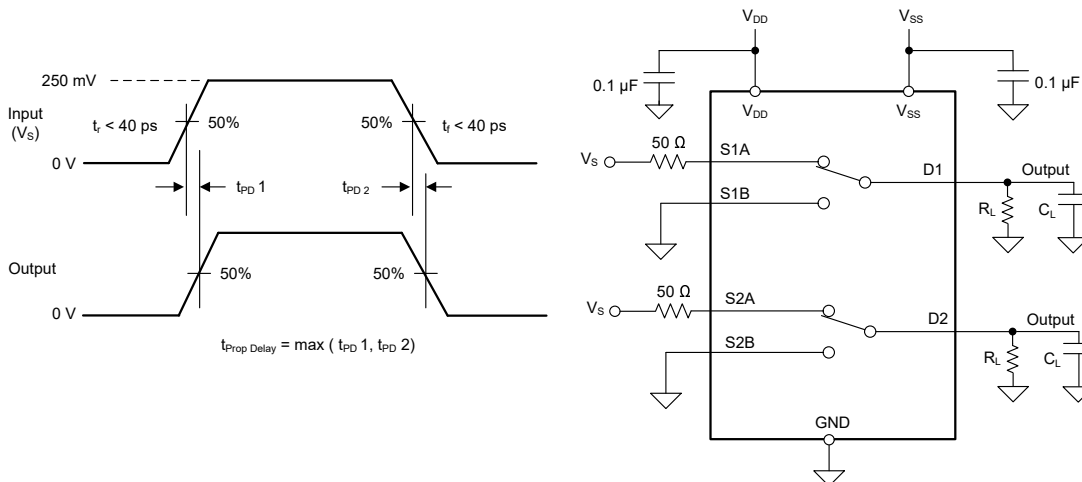 250 mV
Input
(VS)
tr < 40 ps
50%
50%
tf < 40 ps
0 V
tPD 1
tPD 2
Output
50%
50%
0 V
tProp Delay = max ( tPD 1, tPD 2)
VDD
VSS
0.1 µF
0.1 µF
VDD
VSS
50 Ω
VS
S1A
D1
Output
S1B
RL
CL
50 Ω
VS
S2A
D2
Output
S2B
RL
CL
GND